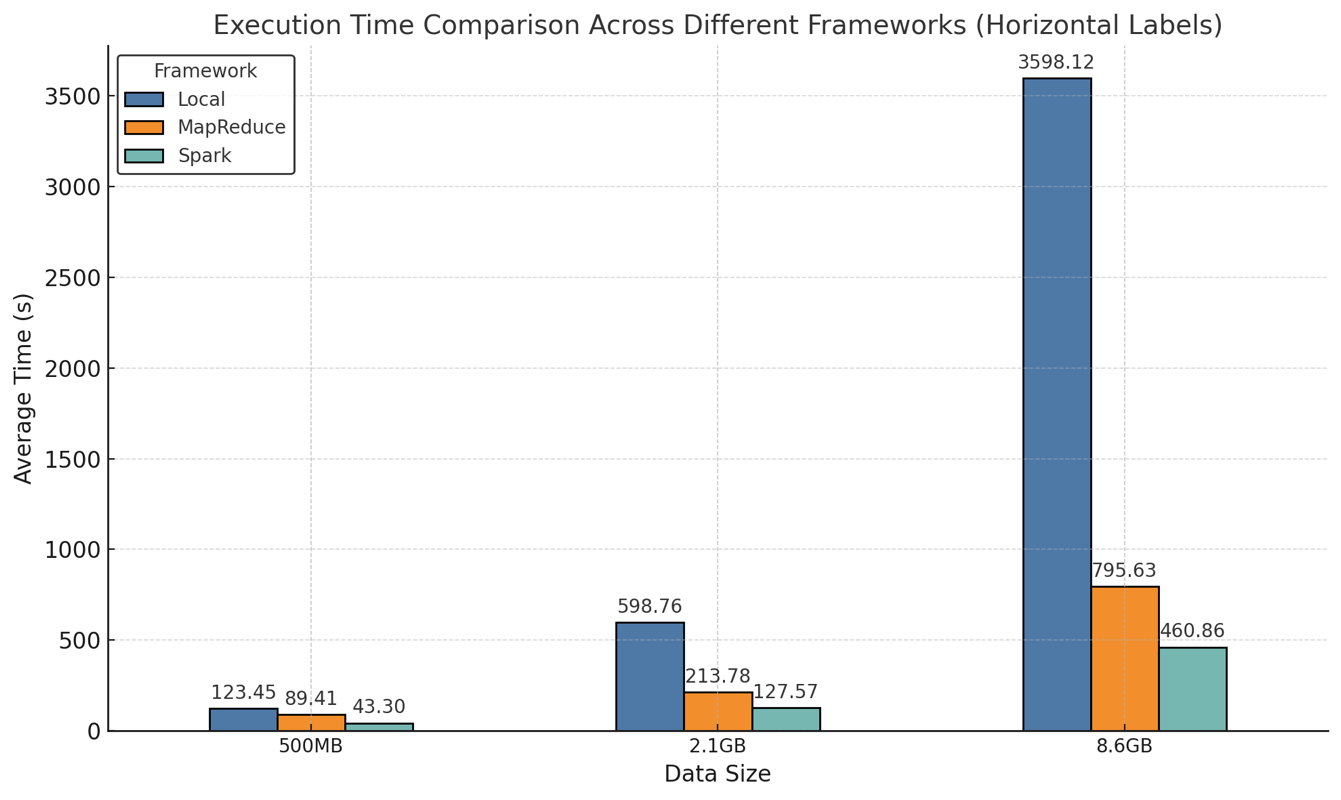 Execution Time Comparison Across Different Frameworks (Horizontal Labels)
Framework
Local
MapReduce
Spark
Average Time (s)
3500
3000
2500
2000
1500
1000
500
0
123.45
89.41
43.30
598.76
213.78
127.57
3598.12
795.63
460.86
500MB
2.1GB
8.6GB
Data Size